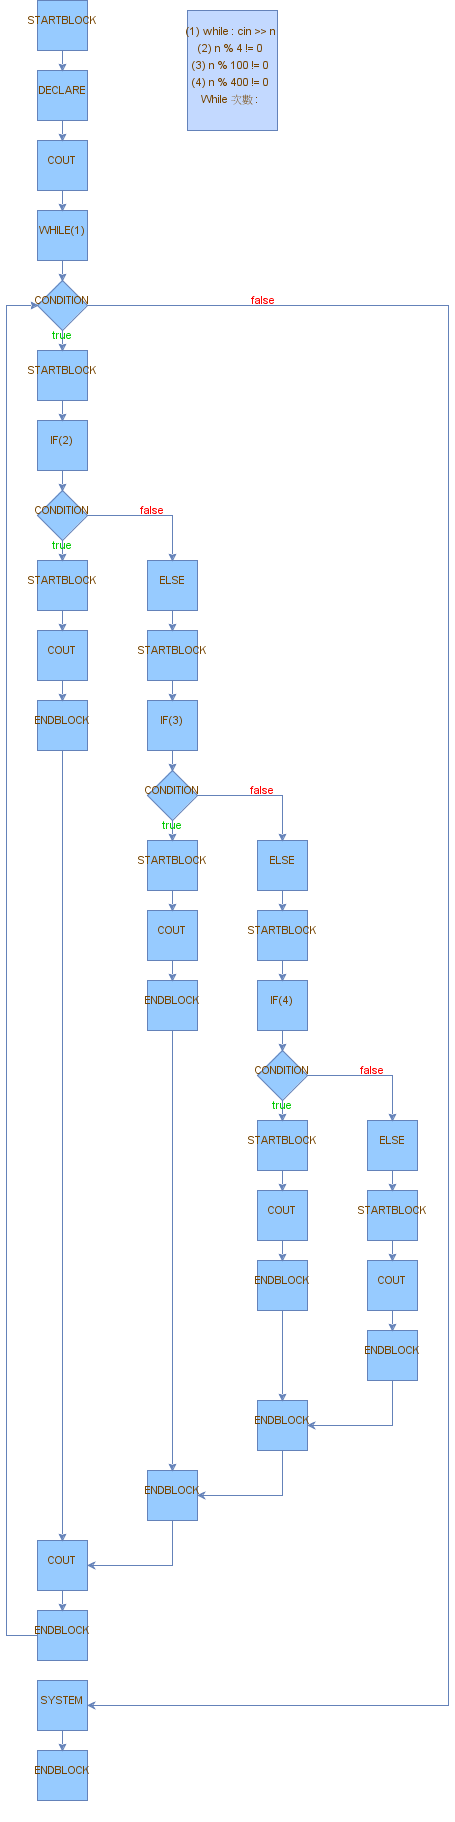 STARTBLOCK
(1) while : cin >> n
(2) n % 4 != 0
(3) n % 100 != 0
(4) n % 400 != 0
While 次數 :
DECLARE
COUT
WHILE(1)
CONDITION
false
true
STARTBLOCK
IF(2)
CONDITION
false
true
STARTBLOCK
ELSE
COUT
STARTBLOCK
ENDBLOCK
IF(3)
CONDITION
false
true
STARTBLOCK
ELSE
COUT
STARTBLOCK
ENDBLOCK
IF(4)
CONDITION
false
true
STARTBLOCK
ELSE
COUT
STARTBLOCK
ENDBLOCK
COUT
ENDBLOCK
ENDBLOCK
ENDBLOCK
COUT
ENDBLOCK
SYSTEM
ENDBLOCK